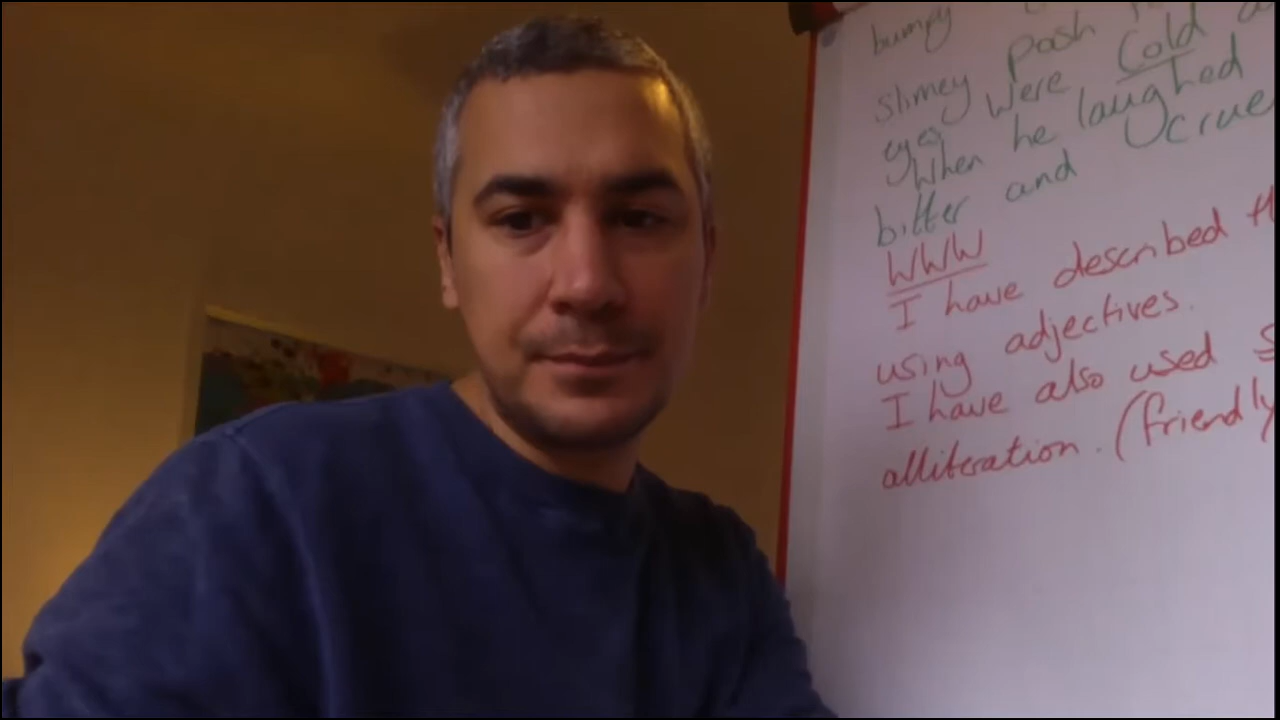 bumpy
slimey posh
eyes were Cold
When he laughed
bitter and cruel
WWW
I have described
using adjectives.
I have also used
alliteration. (friendly